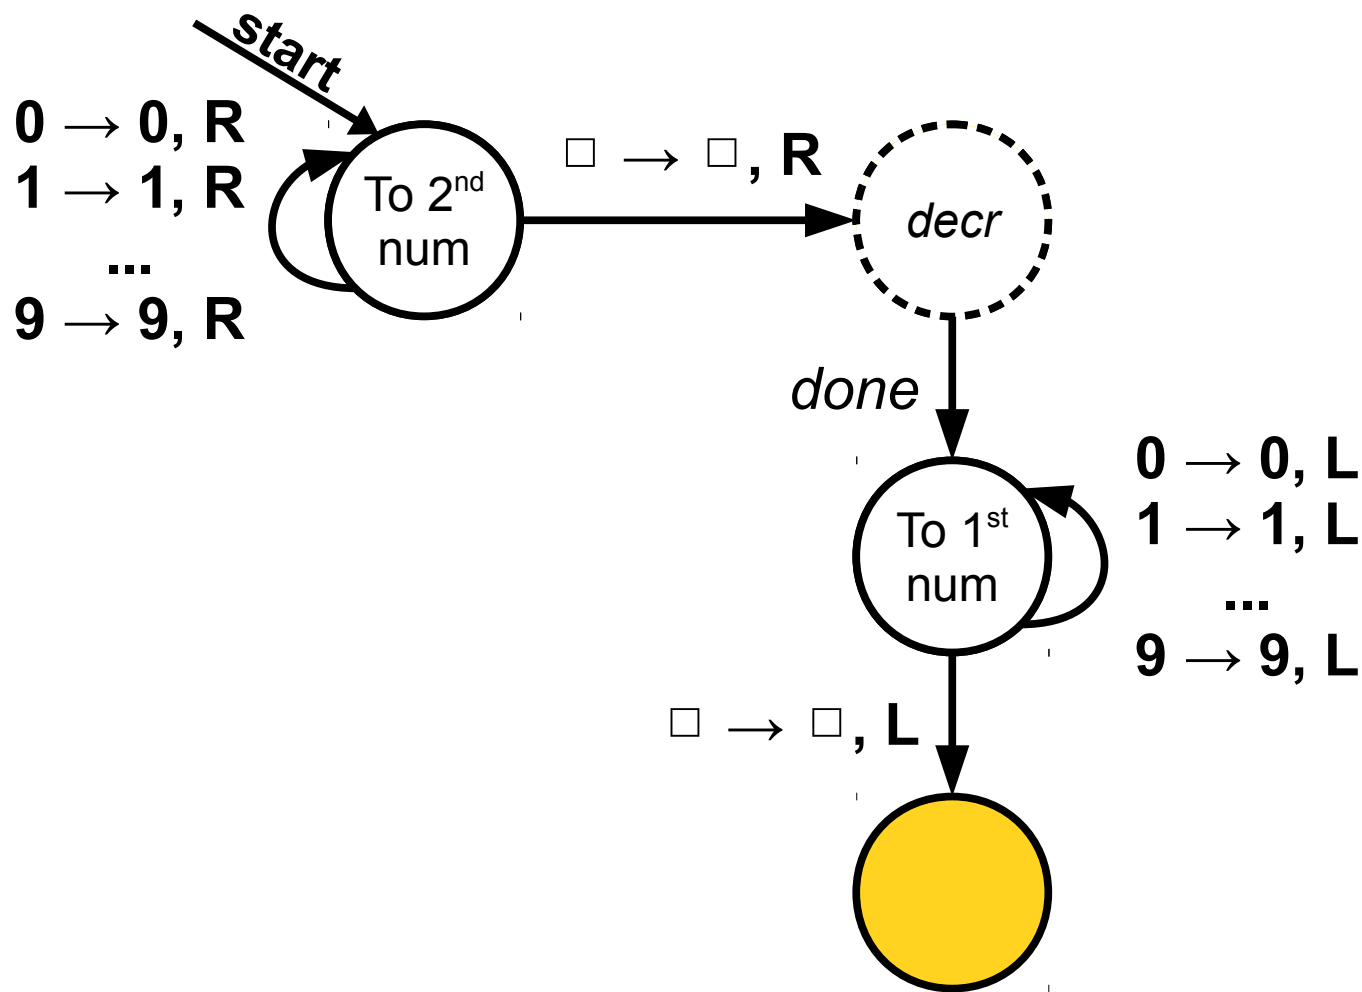 start
0 → 0, R
1 → 1, R
...
9 → 9, R
To 2nd
num
□ → □, R
decr
done
To 1st
num
0 → 0, L
1 → 1, L
...
9 → 9, L
□ → □, L